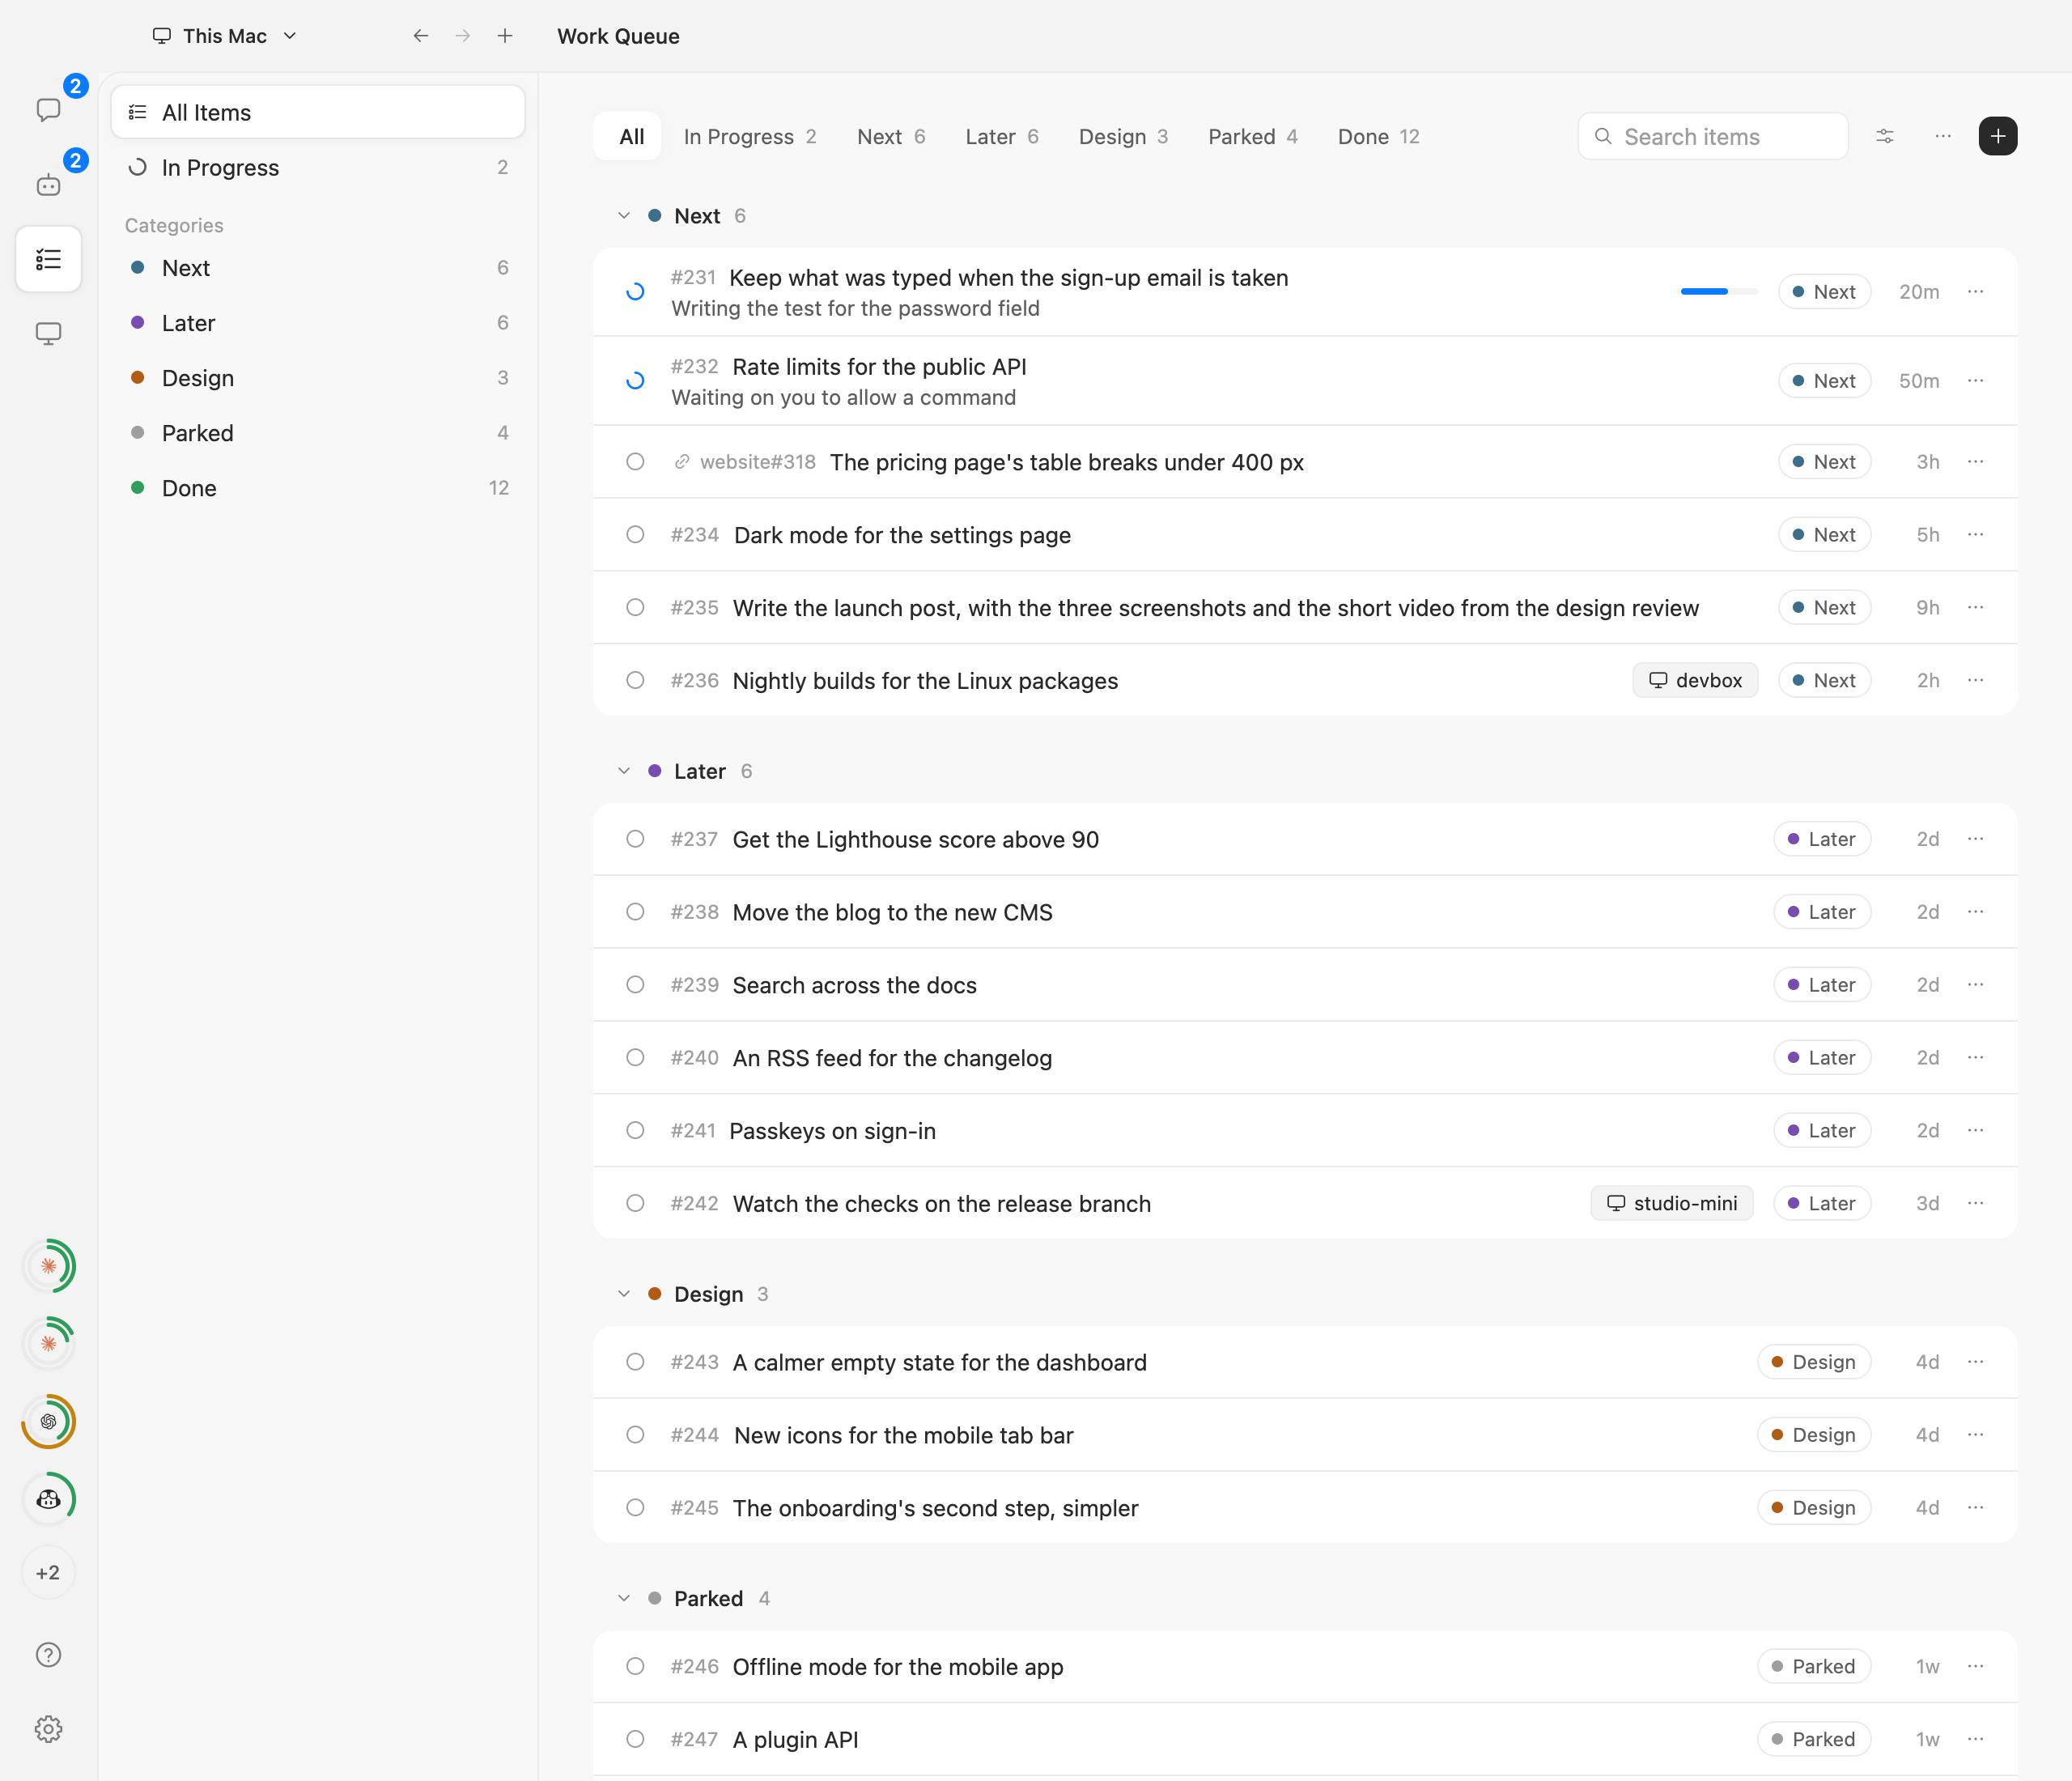 This Mac
Work Queue
2
2
All Items
In Progress 2
Categories
Next 6
Later 6
Design 3
Parked 4
Done 12
+2
All In Progress 2 Next 6 Later 6 Design 3 Parked 4 Done 12 Search items
Next 6
#231 Keep what was typed when the sign-up email is taken Next 20m
Writing the test for the password field
#232 Rate limits for the public API Next 50m
Waiting on you to allow a command
website#318 The pricing page's table breaks under 400 px Next 3h
#234 Dark mode for the settings page Next 5h
#235 Write the launch post, with the three screenshots and the short video from the design review Next 9h
#236 Nightly builds for the Linux packages devbox Next 2h
Later 6
#237 Get the Lighthouse score above 90 Later 2d
#238 Move the blog to the new CMS Later 2d
#239 Search across the docs Later 2d
#240 An RSS feed for the changelog Later 2d
#241 Passkeys on sign-in Later 2d
#242 Watch the checks on the release branch studio-mini Later 3d
Design 3
#243 A calmer empty state for the dashboard Design 4d
#244 New icons for the mobile tab bar Design 4d
#245 The onboarding's second step, simpler Design 4d
Parked 4
#246 Offline mode for the mobile app Parked 1w
#247 A plugin API Parked 1w